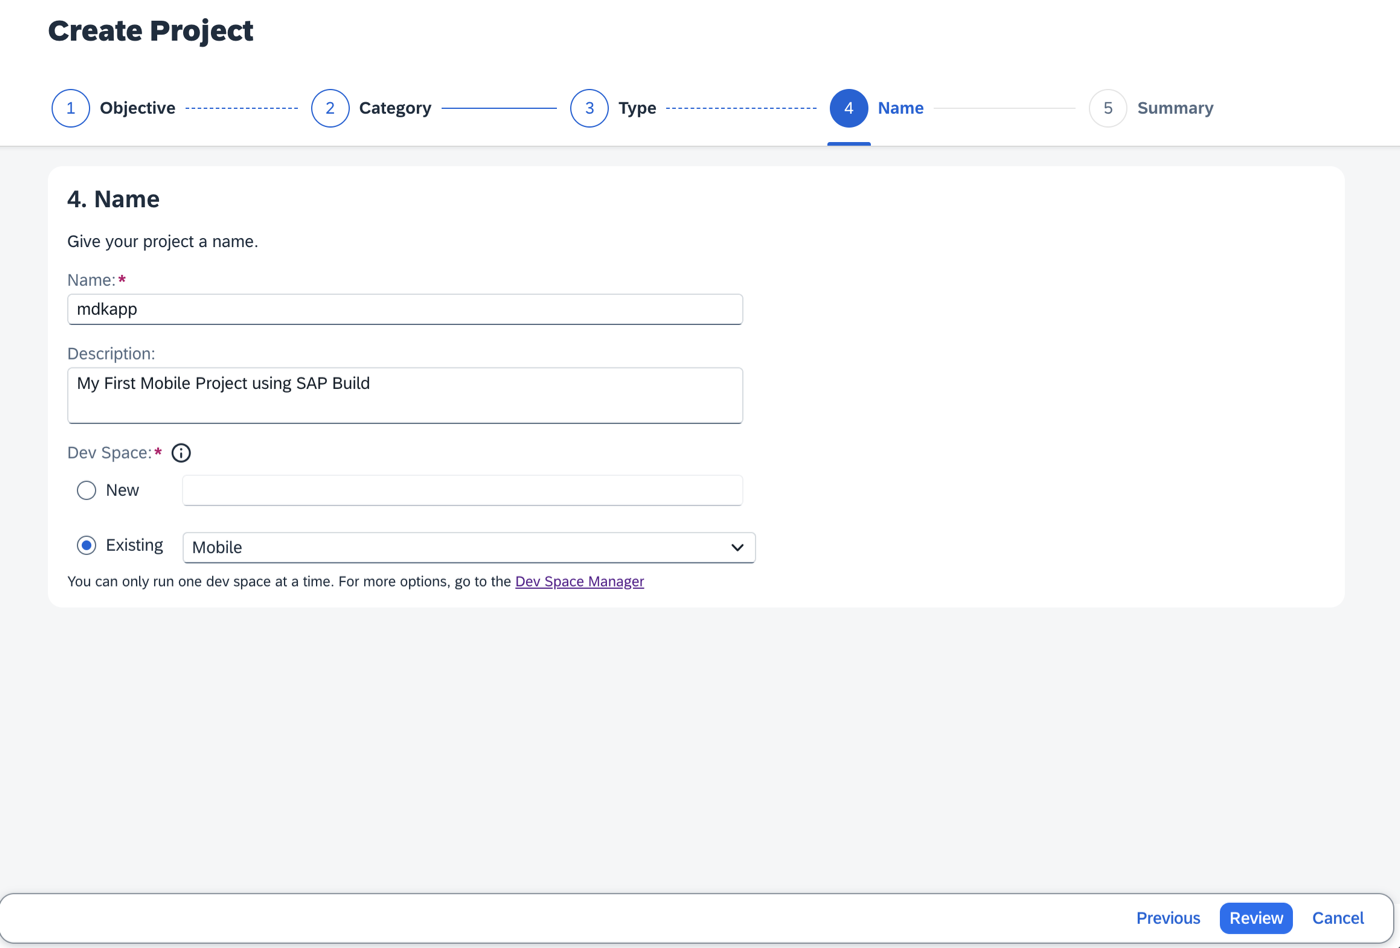 Create Project
1 Objective 2 Category 3 Type 4 Name 5 Summary
4. Name
Give your project a name.
Name:*
mdkapp
Description:
My First Mobile Project using SAP Build
Dev Space:*
New
Existing Mobile
You can only run one dev space at a time. For more options, go to the Dev Space Manager
Previous Review Cancel